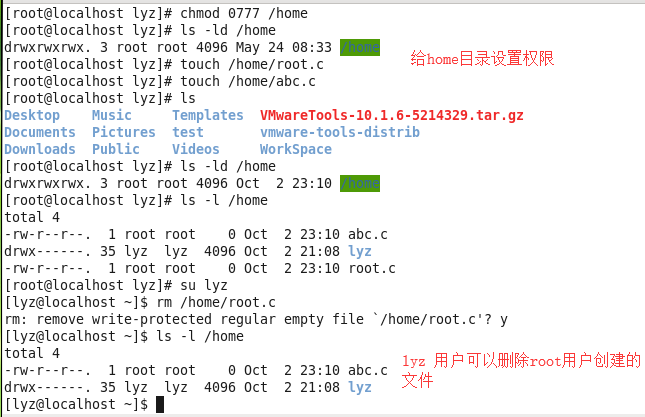 [root@localhost lyz]# chmod 0777 /home
[root@localhost lyz]# ls -ld /home
drwxrwxrwx. 3 root root 4096 May 24 08:33 /home
给home目录设置权限
[root@localhost lyz]# touch /home/root.c
[root@localhost lyz]# touch /home/abc.c
[root@localhost lyz]# ls
Desktop    Music     Templates  VMwareTools-10.1.6-5214329.tar.gz
Documents  Pictures  test       vmware-tools-distrib
Downloads  Public    Videos     WorkSpace
[root@localhost lyz]# ls -ld /home
drwxrwxrwx. 3 root root 4096 Oct  2 23:10 /home
[root@localhost lyz]# ls -l /home
total 4
-rw-r--r--.  1 root root    0 Oct  2 23:10 abc.c
drwx------. 35 lyz  lyz  4096 Oct  2 21:08 lyz
-rw-r--r--.  1 root root    0 Oct  2 23:10 root.c
[root@localhost lyz]# su lyz
[lyz@localhost ~]$ rm /home/root.c
rm: remove write-protected regular empty file `/home/root.c'? y
[lyz@localhost ~]$ ls -l /home
total 4
-rw-r--r--.  1 root root    0 Oct  2 23:10 abc.c
drwx------. 35 lyz  lyz  4096 Oct  2 21:08 lyz
lyz 用户可以删除root用户创建的
文件
[lyz@localhost ~]$